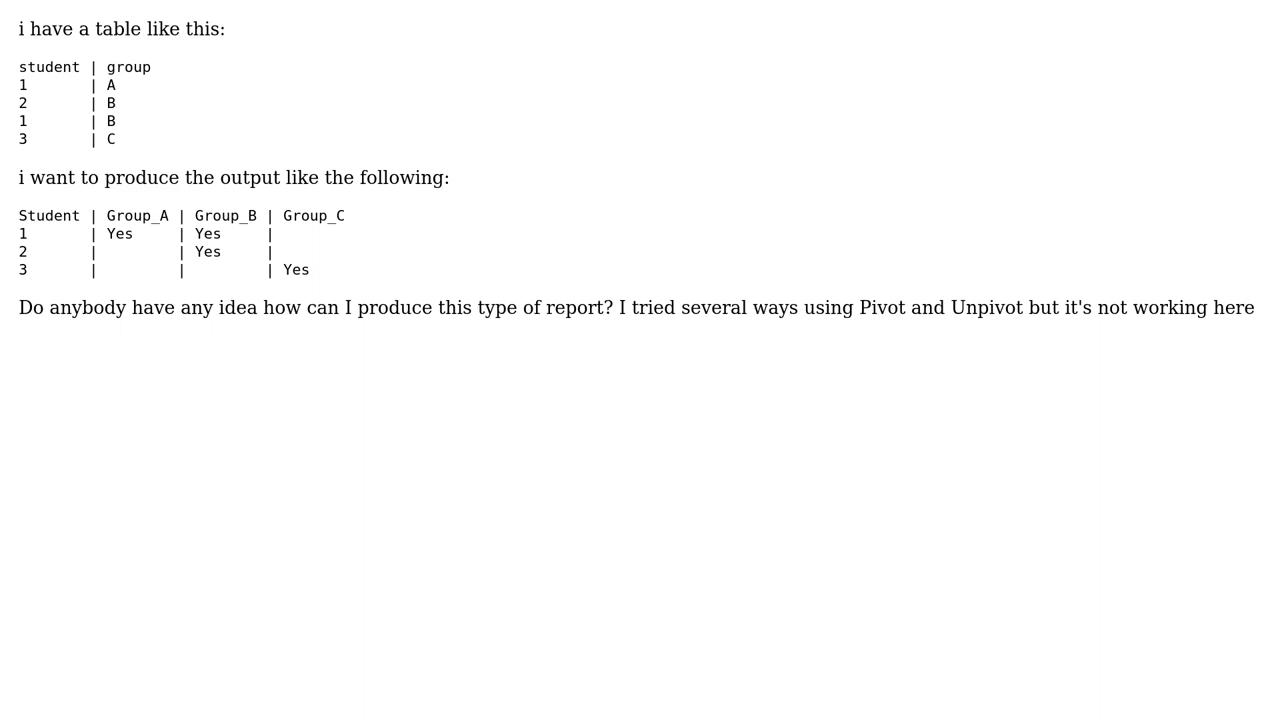 i have a table like this:
student | group
1       | A
2       | B
1       | B
3       | C
i want to produce the output like the following:
Student | Group_A | Group_B | Group_C
1       | Yes     | Yes     |
2       |         | Yes     |
3       |         |         | Yes
Do anybody have any idea how can I produce this type of report? I tried several ways using Pivot and Unpivot but it's not working here